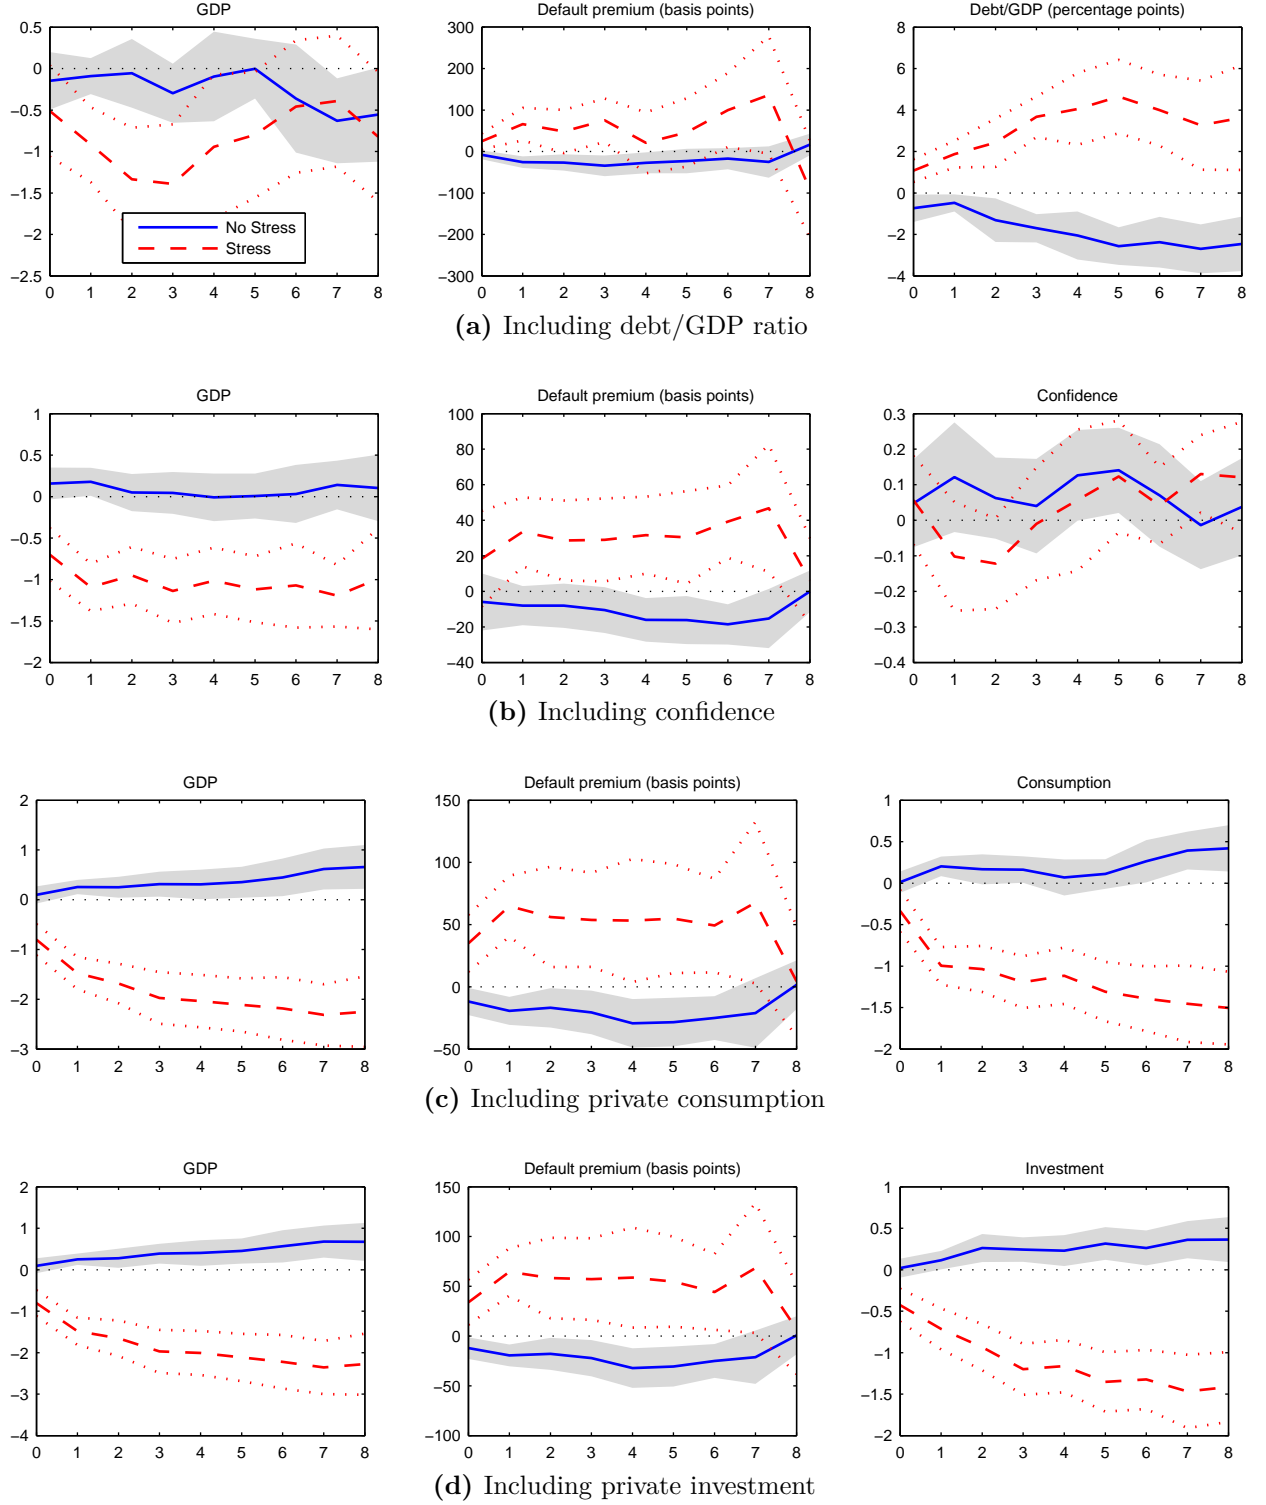 GDP
Default premium (basis points)
Debt/GDP (percentage points)
0.5
0
−0.5
−1
−1.5
−2
−2.5
No Stress
Stress
0 1 2 3 4 5 6 7 8
300
200
100
0
−100
−200
−300
0 1 2 3 4 5 6 7 8
8
6
4
2
0
−2
−4
0 1 2 3 4 5 6 7 8
(a) Including debt/GDP ratio
GDP
Default premium (basis points)
Confidence
1
0.5
0
−0.5
−1
−1.5
−2
0 1 2 3 4 5 6 7 8
100
80
60
40
20
0
−20
−40
0 1 2 3 4 5 6 7 8
0.3
0.2
0.1
0
−0.1
−0.2
−0.3
−0.4
0 1 2 3 4 5 6 7 8
(b) Including confidence
GDP
Default premium (basis points)
Consumption
2
1
0
−1
−2
−3
0 1 2 3 4 5 6 7 8
150
100
50
0
−50
0 1 2 3 4 5 6 7 8
1
0.5
0
−0.5
−1
−1.5
−2
0 1 2 3 4 5 6 7 8
(c) Including private consumption
GDP
Default premium (basis points)
Investment
2
1
0
−1
−2
−3
−4
0 1 2 3 4 5 6 7 8
150
100
50
0
−50
−100
0 1 2 3 4 5 6 7 8
1
0.5
0
−0.5
−1
−1.5
−2
0 1 2 3 4 5 6 7 8
(d) Including private investment